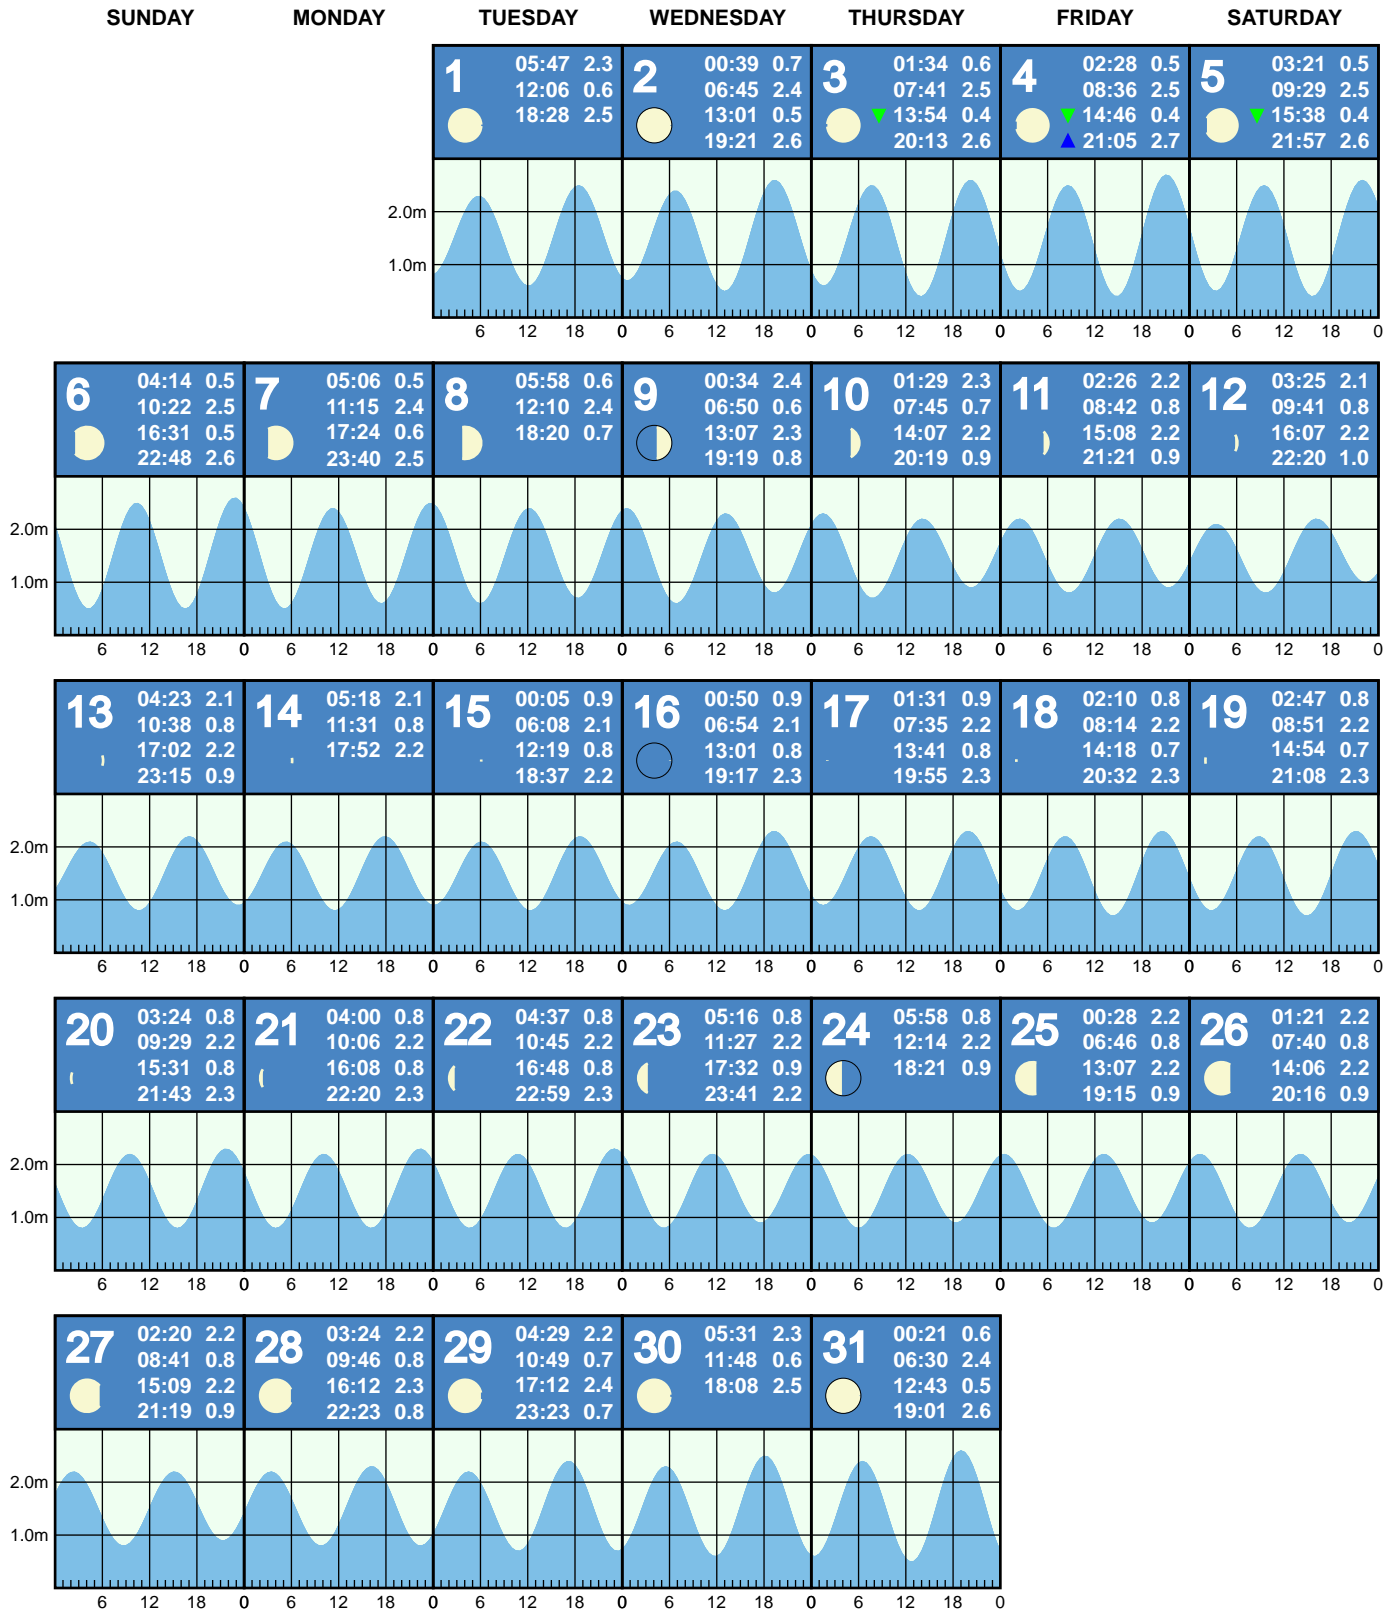 SUNDAY MONDAY TUESDAY WEDNESDAY THURSDAY FRIDAY SATURDAY
1 05:47 2.3
12:06 0.6
18:28 2.5
2 00:39 0.7
06:45 2.4
13:01 0.5
19:21 2.6
3 01:34 0.6
07:41 2.5
13:54 0.4
20:13 2.6
4 02:28 0.5
08:36 2.5
14:46 0.4
21:05 2.7
5 03:21 0.5
09:29 2.5
15:38 0.4
21:57 2.6
2.0m
1.0m
6 12 18 0 6 12 18 0 6 12 18 0 6 12 18 0 6 12 18 0
6 04:14 0.5
10:22 2.5
16:31 0.5
22:48 2.6
7 05:06 0.5
11:15 2.4
17:24 0.6
23:40 2.5
8 05:58 0.6
12:10 2.4
18:20 0.7
9 00:34 2.4
06:50 0.6
13:07 2.3
19:19 0.8
10 01:29 2.3
07:45 0.7
14:07 2.2
20:19 0.9
11 02:26 2.2
08:42 0.8
15:08 2.2
21:21 0.9
12 03:25 2.1
09:41 0.8
16:07 2.2
22:20 1.0
2.0m
1.0m
6 12 18 0 6 12 18 0 6 12 18 0 6 12 18 0 6 12 18 0 6 12 18 0 6 12 18 0
13 04:23 2.1
10:38 0.8
17:02 2.2
23:15 0.9
14 05:18 2.1
11:31 0.8
17:52 2.2
15 00:05 0.9
06:08 2.1
12:19 0.8
18:37 2.2
16 00:50 0.9
06:54 2.1
13:01 0.8
19:17 2.3
17 01:31 0.9
07:35 2.2
13:41 0.8
19:55 2.3
18 02:10 0.8
08:14 2.2
14:18 0.7
20:32 2.3
19 02:47 0.8
08:51 2.2
14:54 0.7
21:08 2.3
2.0m
1.0m
6 12 18 0 6 12 18 0 6 12 18 0 6 12 18 0 6 12 18 0 6 12 18 0 6 12 18 0
20 03:24 0.8
09:29 2.2
15:31 0.8
21:43 2.3
21 04:00 0.8
10:06 2.2
16:08 0.8
22:20 2.3
22 04:37 0.8
10:45 2.2
16:48 0.8
22:59 2.3
23 05:16 0.8
11:27 2.2
17:32 0.9
23:41 2.2
24 05:58 0.8
12:14 2.2
18:21 0.9
25 00:28 2.2
06:46 0.8
13:07 2.2
19:15 0.9
26 01:21 2.2
07:40 0.8
14:06 2.2
20:16 0.9
2.0m
1.0m
6 12 18 0 6 12 18 0 6 12 18 0 6 12 18 0 6 12 18 0 6 12 18 0 6 12 18 0
27 02:20 2.2
08:41 0.8
15:09 2.2
21:19 0.9
28 03:24 2.2
09:46 0.8
16:12 2.3
22:23 0.8
29 04:29 2.2
10:49 0.7
17:12 2.4
23:23 0.7
30 05:31 2.3
11:48 0.6
18:08 2.5
31 00:21 0.6
06:30 2.4
12:43 0.5
19:01 2.6
2.0m
1.0m
6 12 18 0 6 12 18 0 6 12 18 0 6 12 18 0 6 12 18 0